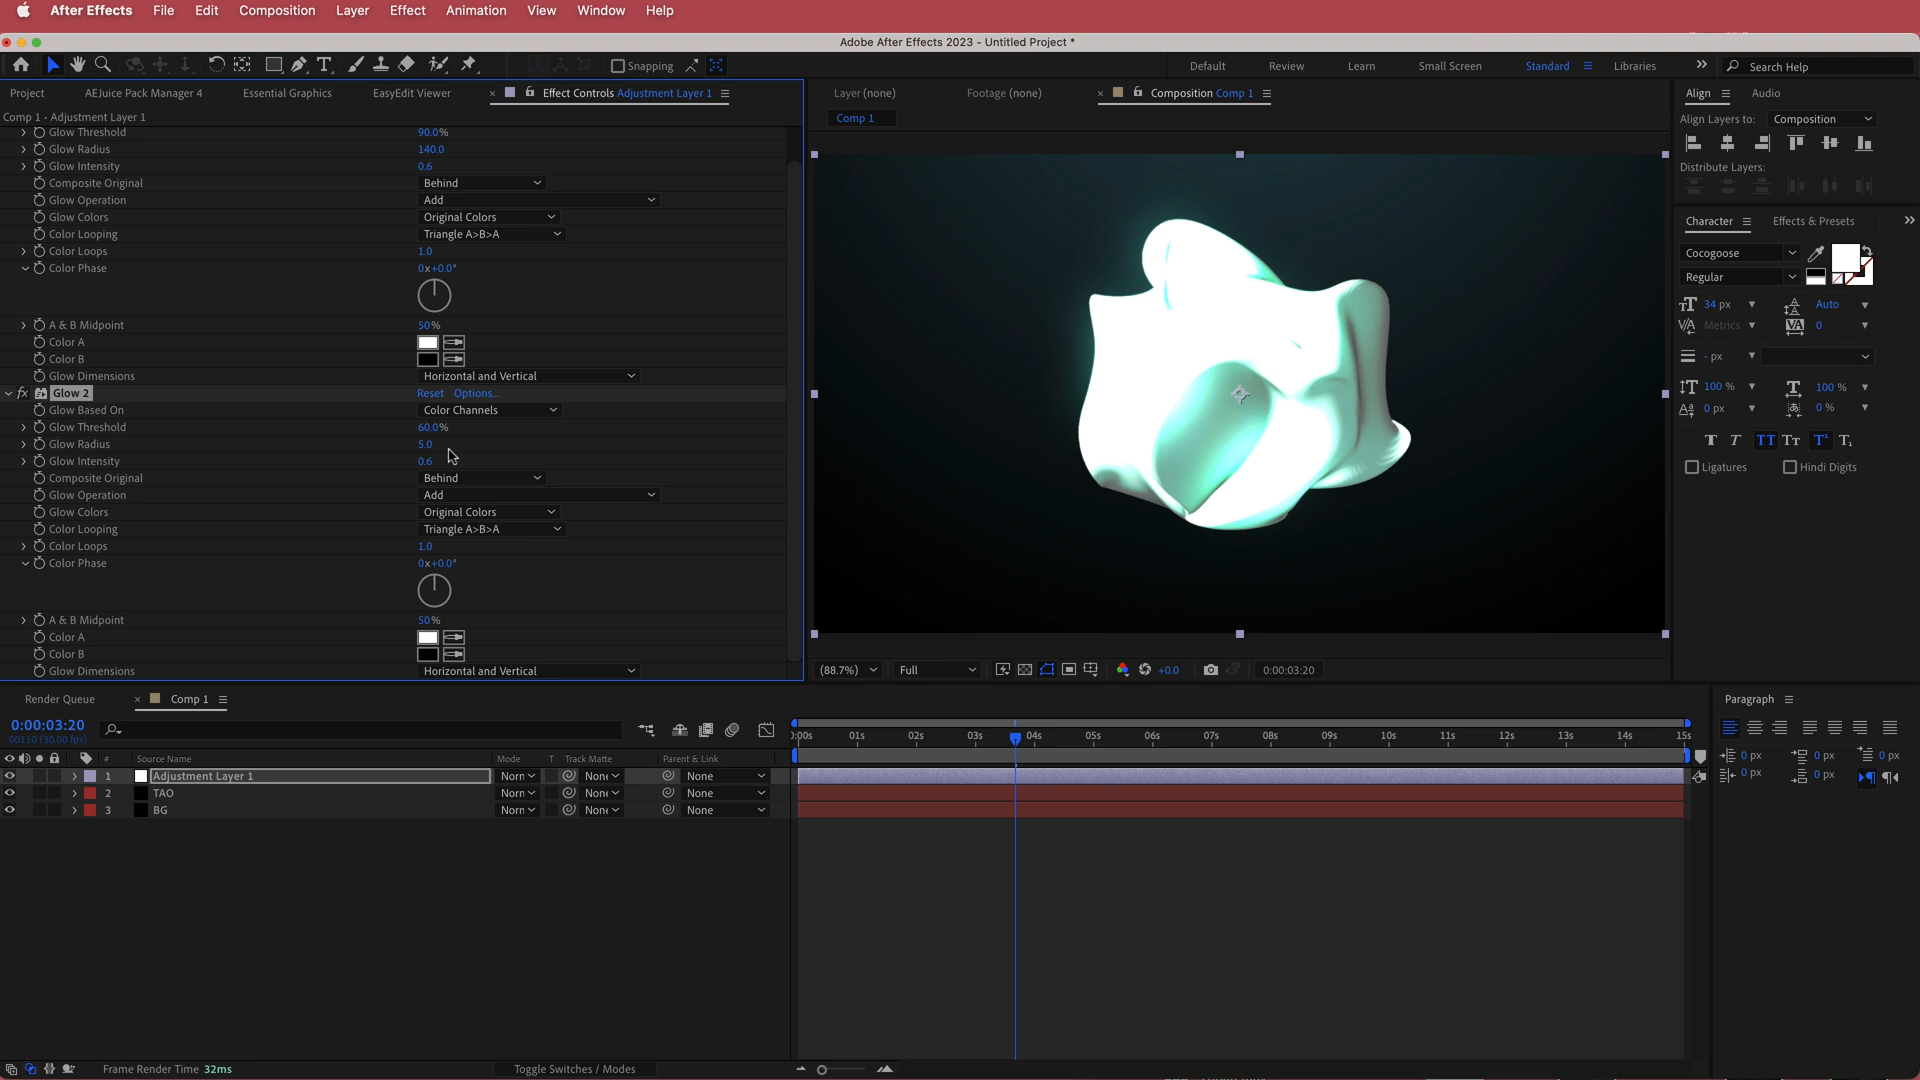 After Effects File Edit Composition Layer Effect Animation View Window Help
Adobe After Effects 2023 - Untitled Project *
Snapping Default Review Learn Small Screen Standard Libraries Search Help
Project AEJuice Pack Manager 4 Essential Graphics EasyEdit Viewer Effect Controls Adjustment Layer 1
Comp 1 • Adjustment Layer 1
Glow Threshold 90.0%
Glow Radius 140.0
Glow Intensity 0.6
Composite Original Behind
Glow Operation Add
Glow Colors Original Colors
Color Looping Triangle A>B>A
Color Loops 1.0
Color Phase 0x+0.0°
A & B Midpoint 50%
Color A
Color B
Glow Dimensions Horizontal and Vertical
fx Glow 2 Reset Options...
Glow Based On Color Channels
Glow Threshold 60.0%
Glow Radius 5.0
Glow Intensity 0.6
Composite Original Behind
Glow Operation Add
Glow Colors Original Colors
Color Looping Triangle A>B>A
Color Loops 1.0
Color Phase 0x+0.0°
A & B Midpoint 50%
Color A
Color B
Glow Dimensions Horizontal and Vertical
Layer (none) Footage (none) Composition Comp 1
Comp 1
(88.7%) Full +0.0 0:00:03:20
Align Audio
Align Layers to: Composition
Distribute Layers:
Character Effects & Presets
Cocogoose
Regular
34 px Auto
Metrics 0
- px
100 % 100 %
0 px 0 %
T T TT Tt T¹ T₁
Ligatures Hindi Digits
Render Queue Comp 1
0:00:03:20
00110 (30.00 fps)
# Source Name Mode T Track Matte Parent & Link
1 Adjustment Layer 1 Norn None None
2 TAO Norn None None
3 BG Norn None None
):00s 01s 02s 03s 04s 05s 06s 07s 08s 09s 10s 11s 12s 13s 14s 15s
Paragraph
0 px 0 px 0 px
0 px 0 px
Frame Render Time 32ms Toggle Switches / Modes